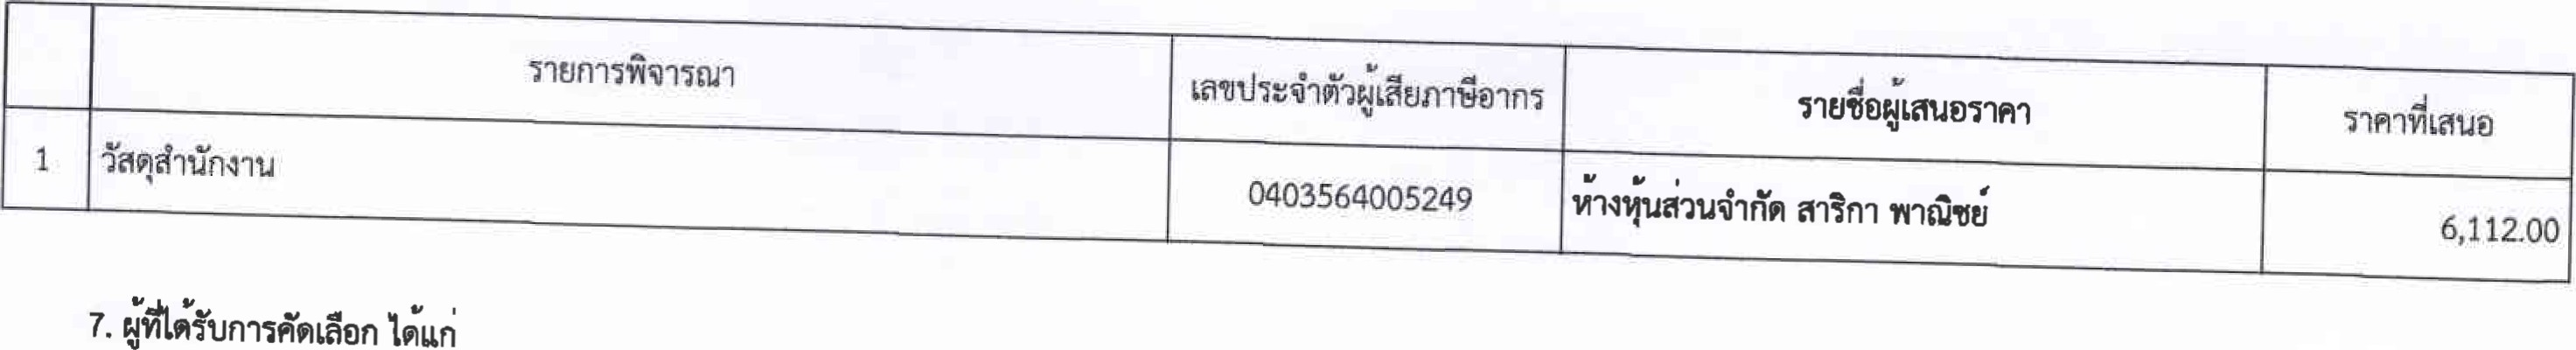 รายการพิจารณา เลขประจำตัวผู้เสียภาษีอากร รายชื่อผู้เสนอราคา ราคาที่เสนอ
1 วัสดุสำนักงาน 0403564005249 ห้างหุ้นส่วนจำกัด สาริกา พาณิชย์ 6,112.00
7. ผู้ที่ได้รับการคัดเลือก ได้แก่